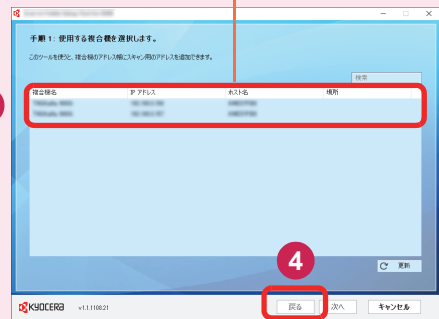 手順 1: 使用する複合機を選択します。
このツールを使うと、複合機のアドレス帳にスキャン用のアドレスを追加できます。
検索
複合機名 IP アドレス ホスト名 場所
更新
4
KYOCERA v1.1.1108.21 戻る 次へ キャンセル